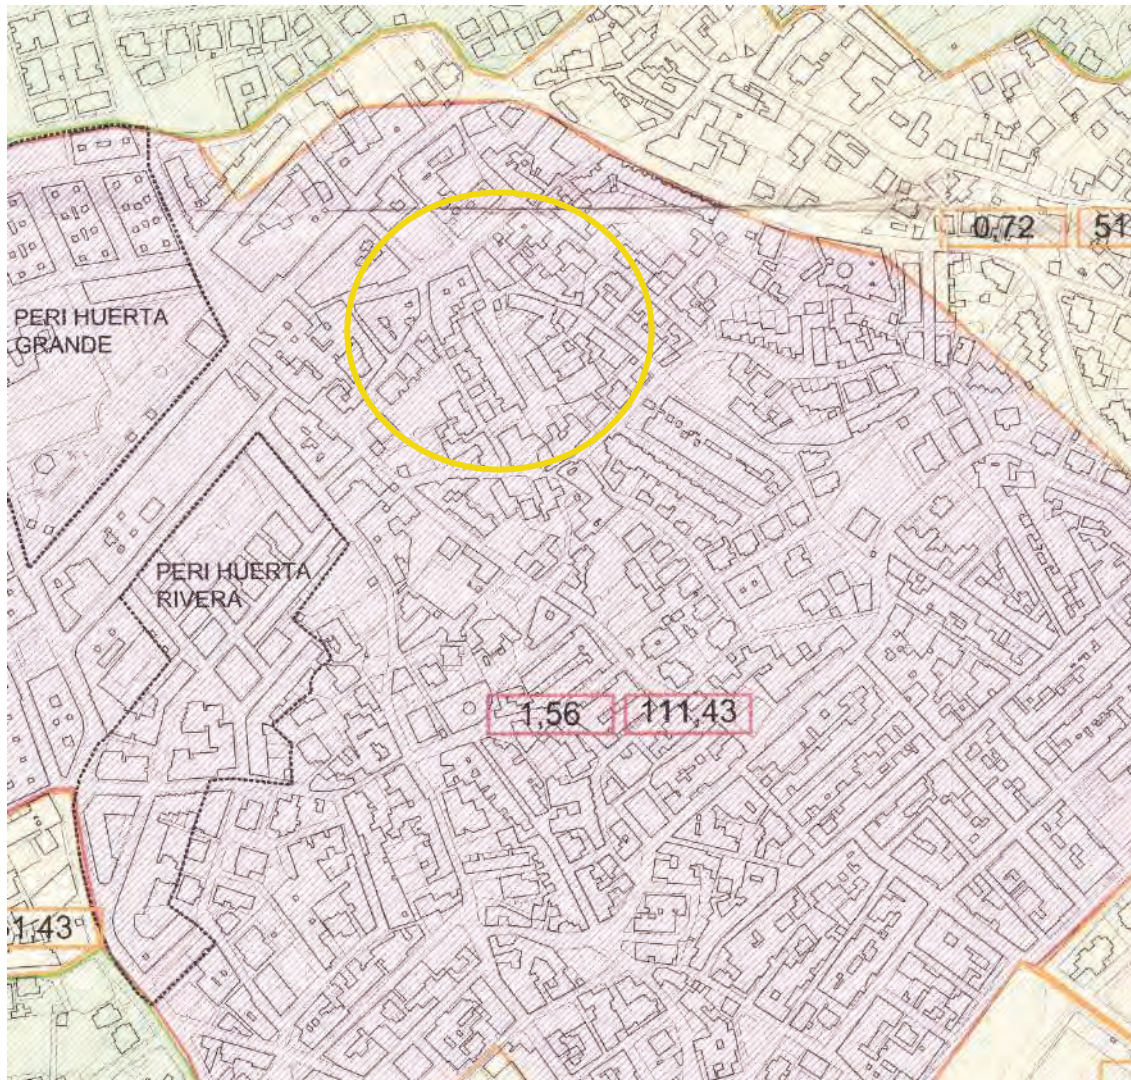 0,72
51
PERI HUERTA
GRANDE
PERI HUERTA
RIVERA
1,56
111,43
1,43